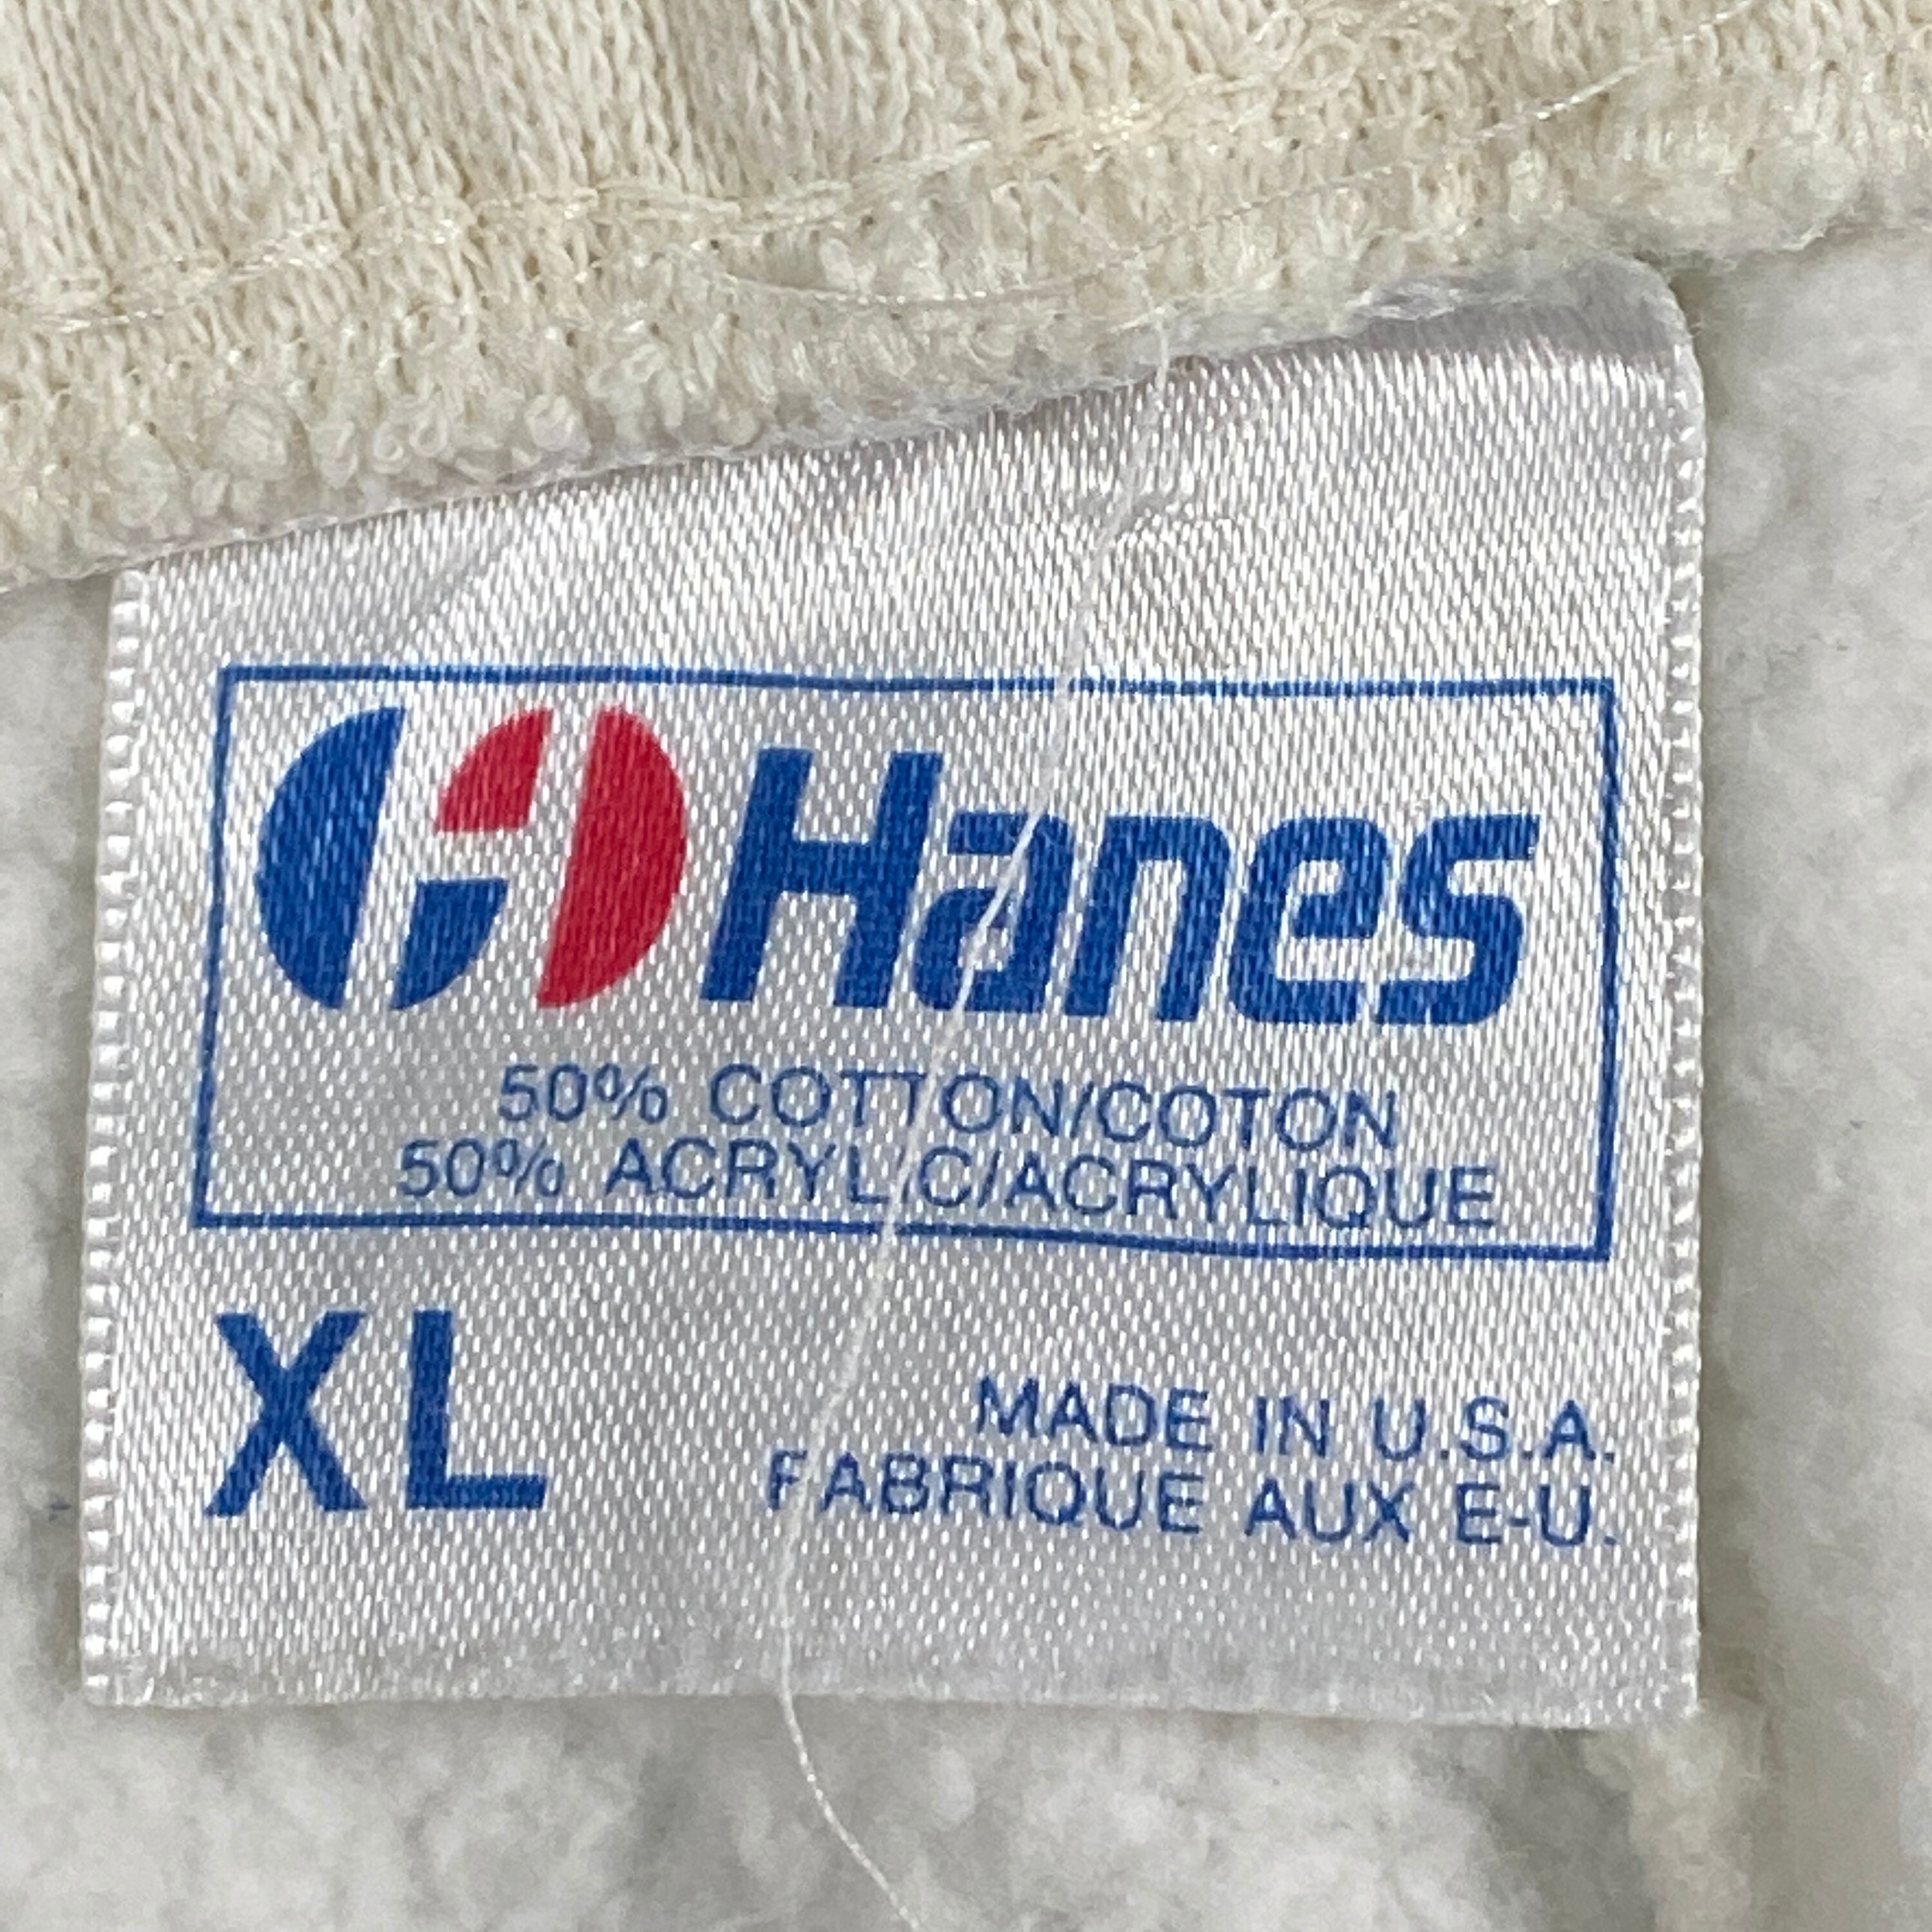 Hanes
50% COTTON/COTON
50% ACRYLIC/ACRYLIQUE
XL
MADE IN U.S.A.
FABRIQUE AUX E-U.